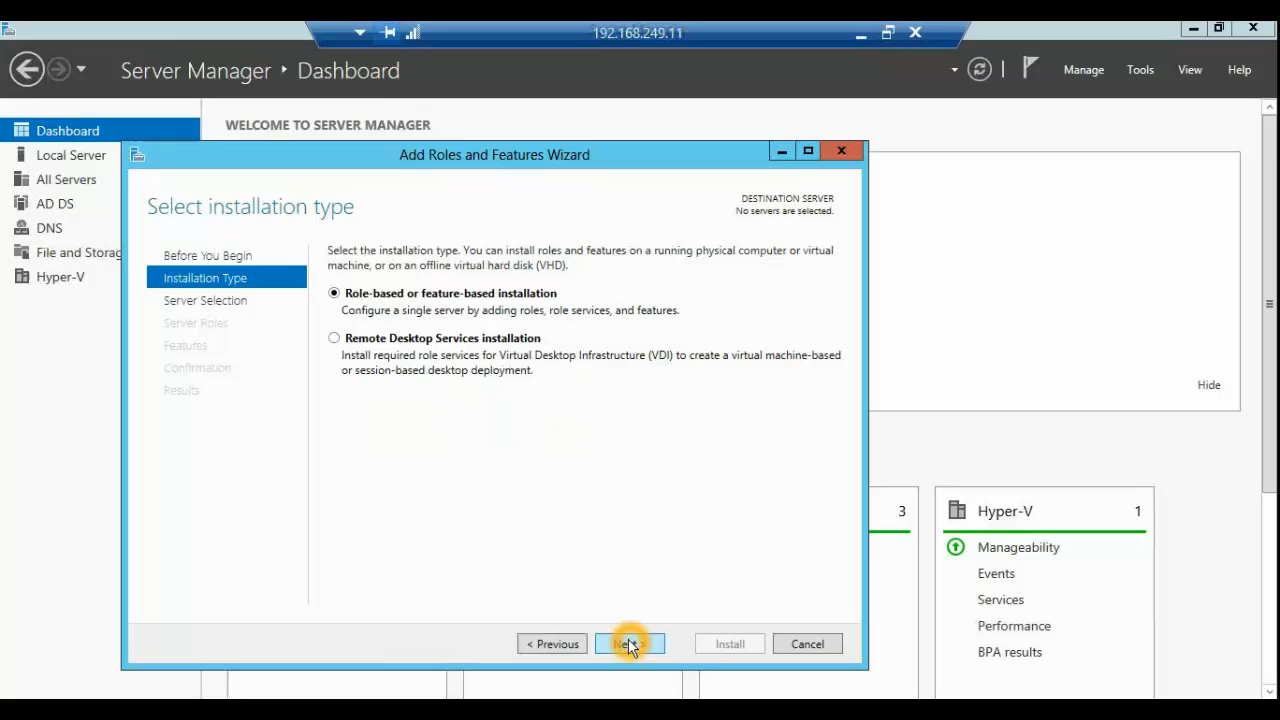 192.168.249.11
Server Manager ‣ Dashboard
Manage Tools View Help
Dashboard
Local Server
All Servers
AD DS
DNS
File and Storag
Hyper-V
WELCOME TO SERVER MANAGER
Add Roles and Features Wizard
Select installation type
DESTINATION SERVER
No servers are selected.
Before You Begin
Installation Type
Server Selection
Server Roles
Features
Confirmation
Results
Select the installation type. You can install roles and features on a running physical computer or virtual
machine, or on an offline virtual hard disk (VHD).
Role-based or feature-based installation
Configure a single server by adding roles, role services, and features.
Remote Desktop Services installation
Install required role services for Virtual Desktop Infrastructure (VDI) to create a virtual machine-based
or session-based desktop deployment.
< Previous
Next >
Install
Cancel
Hide
3
Hyper-V 1
Manageability
Events
Services
Performance
BPA results